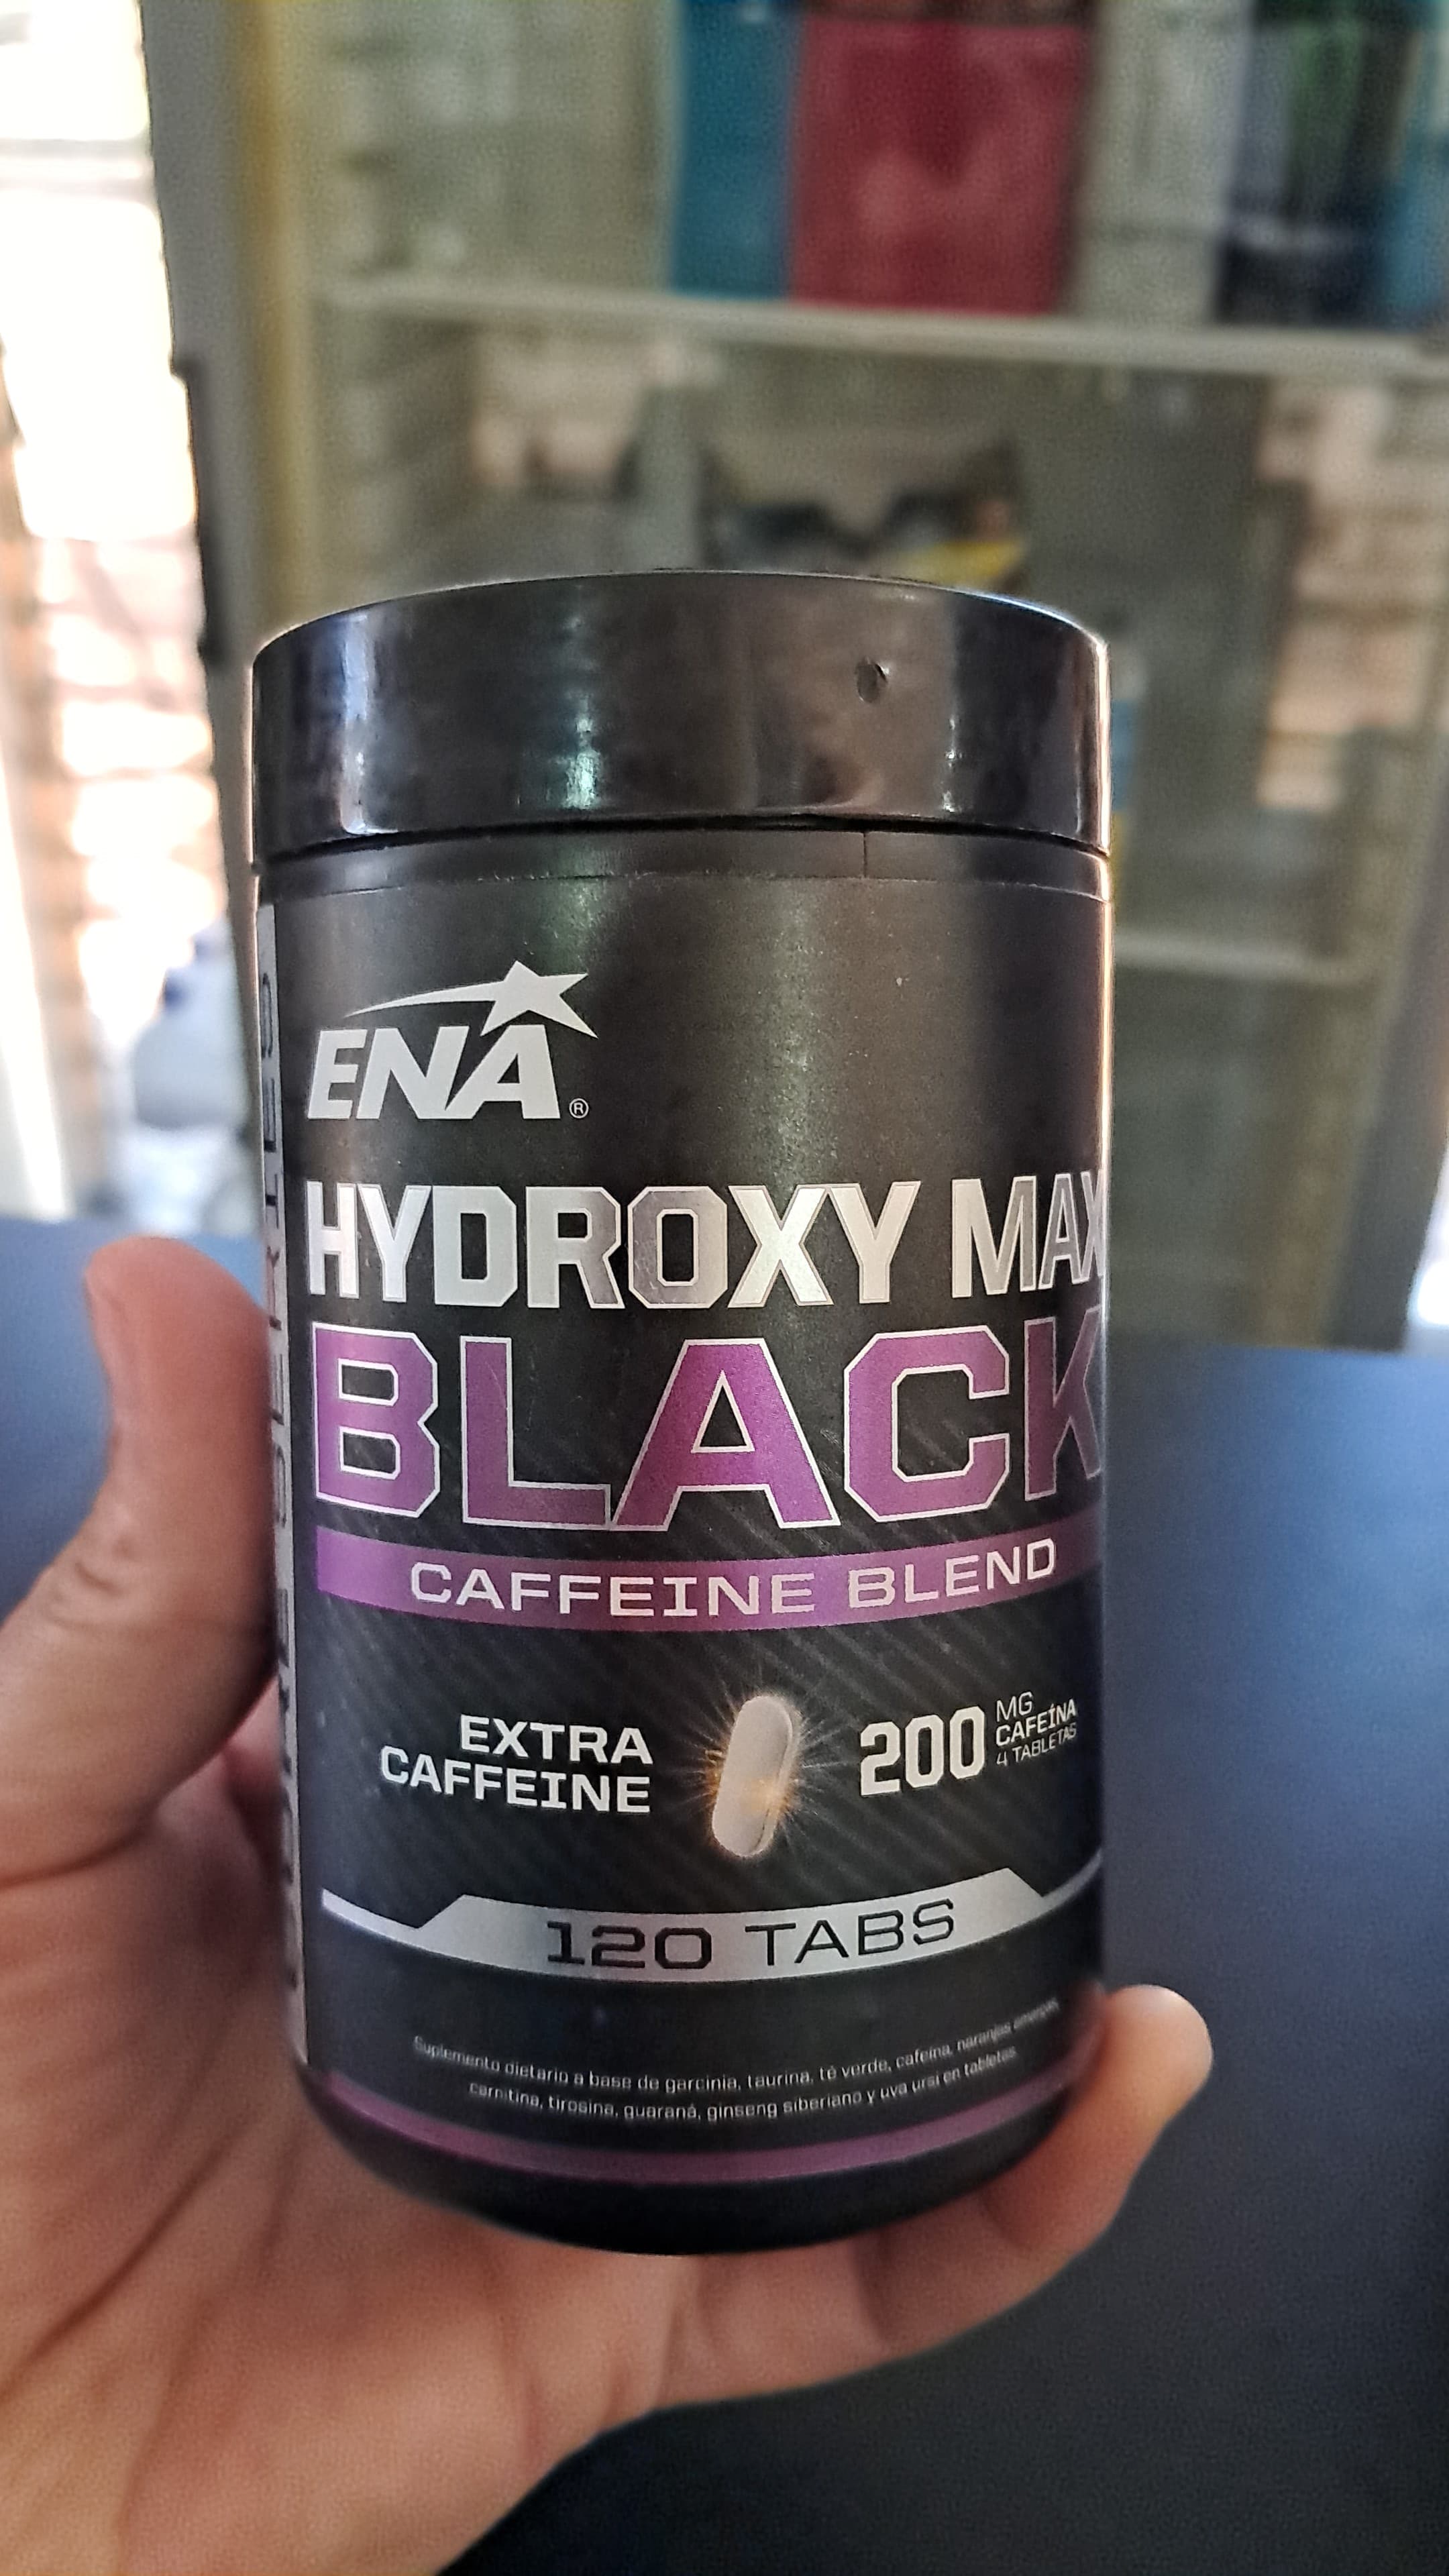 ENA®
HYDROXY MAX
BLACK
CAFFEINE BLEND
EXTRA
CAFFEINE
200 MG
CAFEÍNA
4 TABLETAS
120 TABS
Suplemento dietario a base de garcinia, taurina, té verde, cafeína, naranjas amargas,
carnitina, tirosina, guaraná, ginseng siberiano y uva ursi en tabletas.